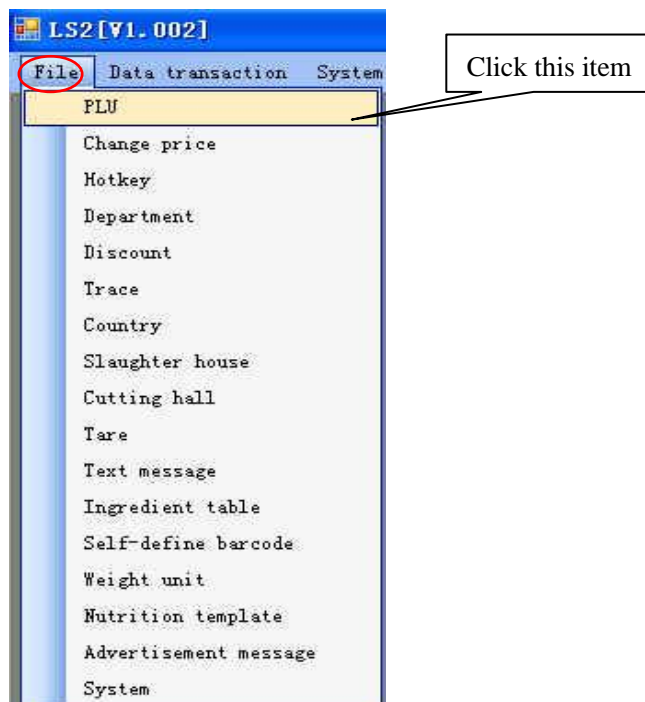 LS2[V1.002]
File Data transaction System
Click this item
PLU
Change price
Hotkey
Department
Discount
Trace
Country
Slaughter house
Cutting hall
Tare
Text message
Ingredient table
Self-define barcode
Weight unit
Nutrition template
Advertisement message
System